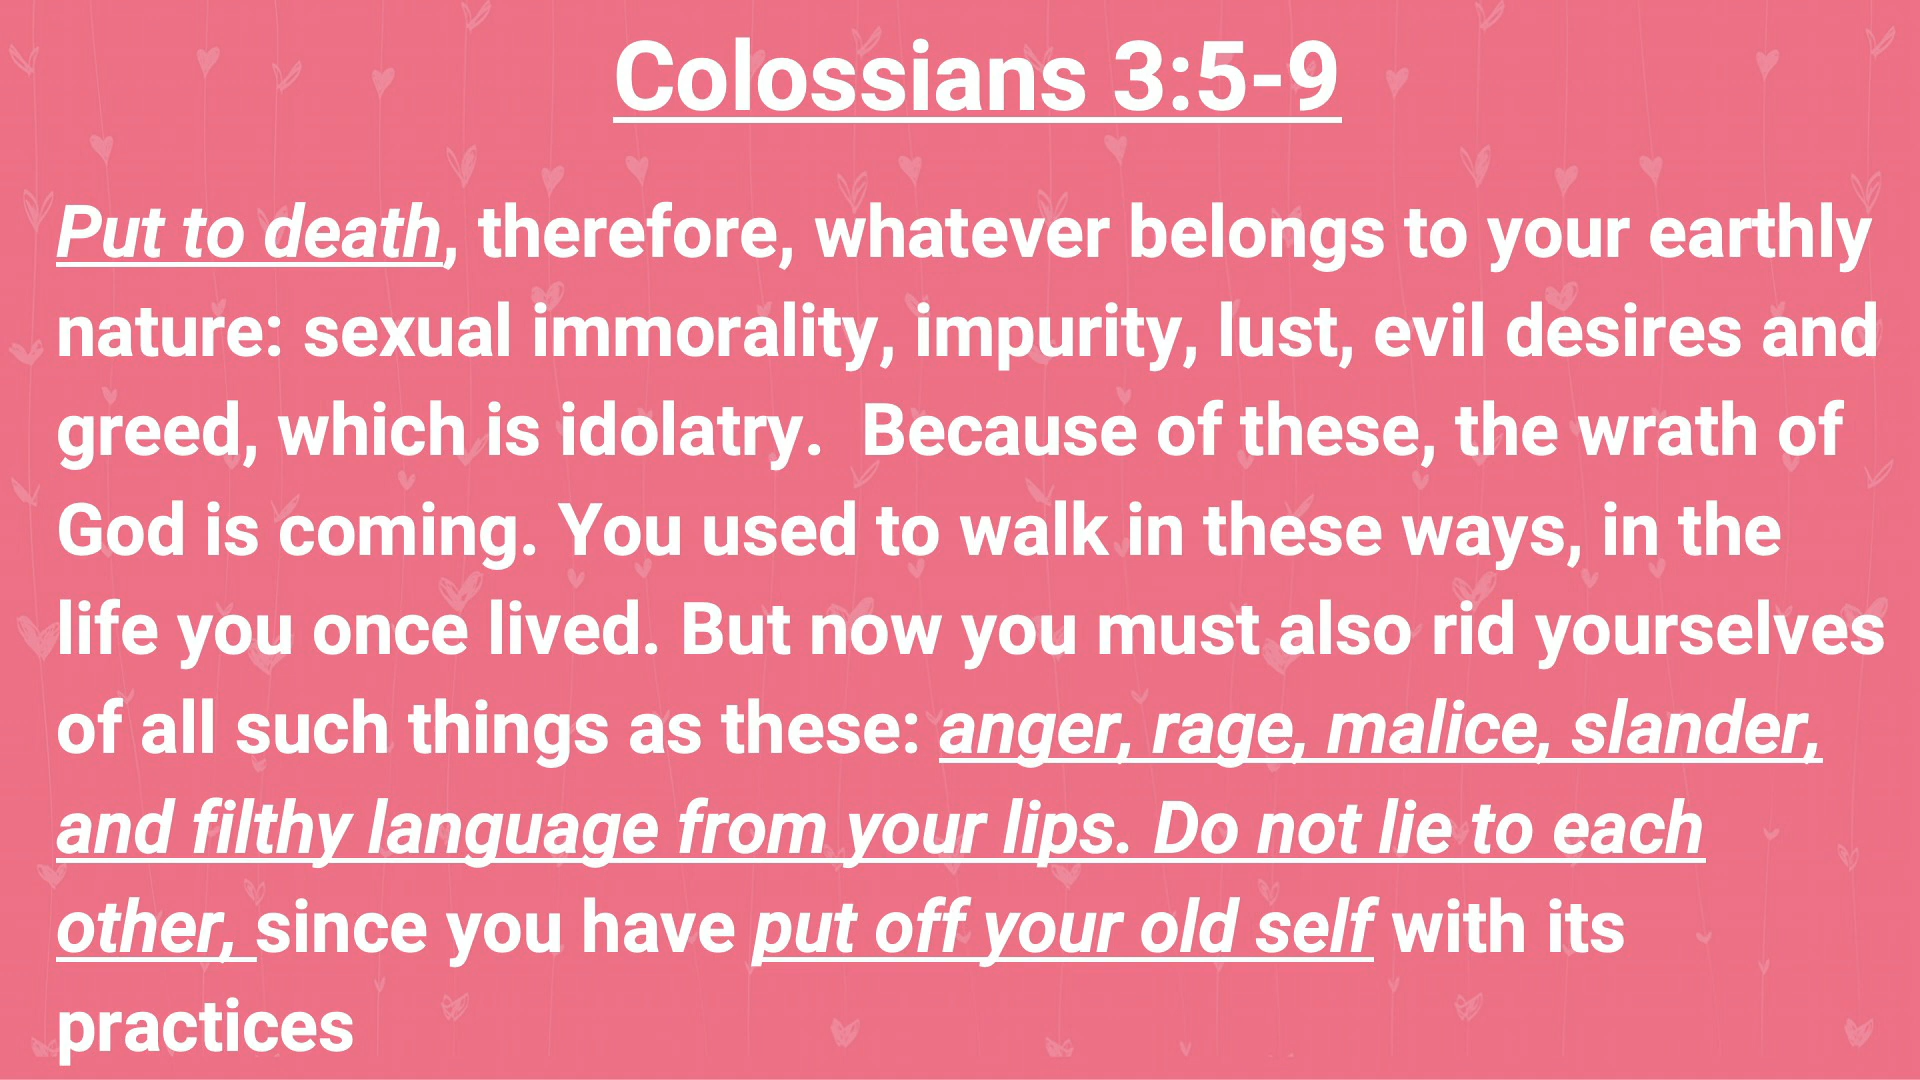 Colossians 3:5-9
Put to death, therefore, whatever belongs to your earthly
nature: sexual immorality, impurity, lust, evil desires and
greed, which is idolatry.  Because of these, the wrath of
God is coming. You used to walk in these ways, in the
life you once lived. But now you must also rid yourselves
of all such things as these: anger, rage, malice, slander,
and filthy language from your lips. Do not lie to each
other, since you have put off your old self with its
practices